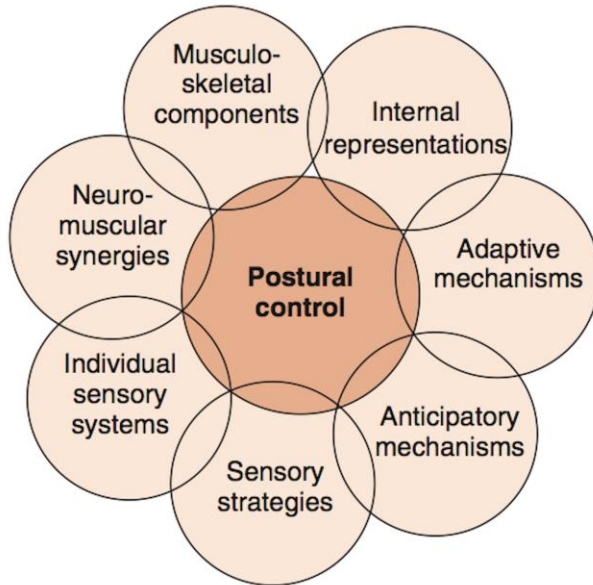 Musculo-
skeletal
components
Internal
representations
Neuro-
muscular
synergies
Adaptive
mechanisms
Postural
control
Individual
sensory
systems
Anticipatory
mechanisms
Sensory
strategies